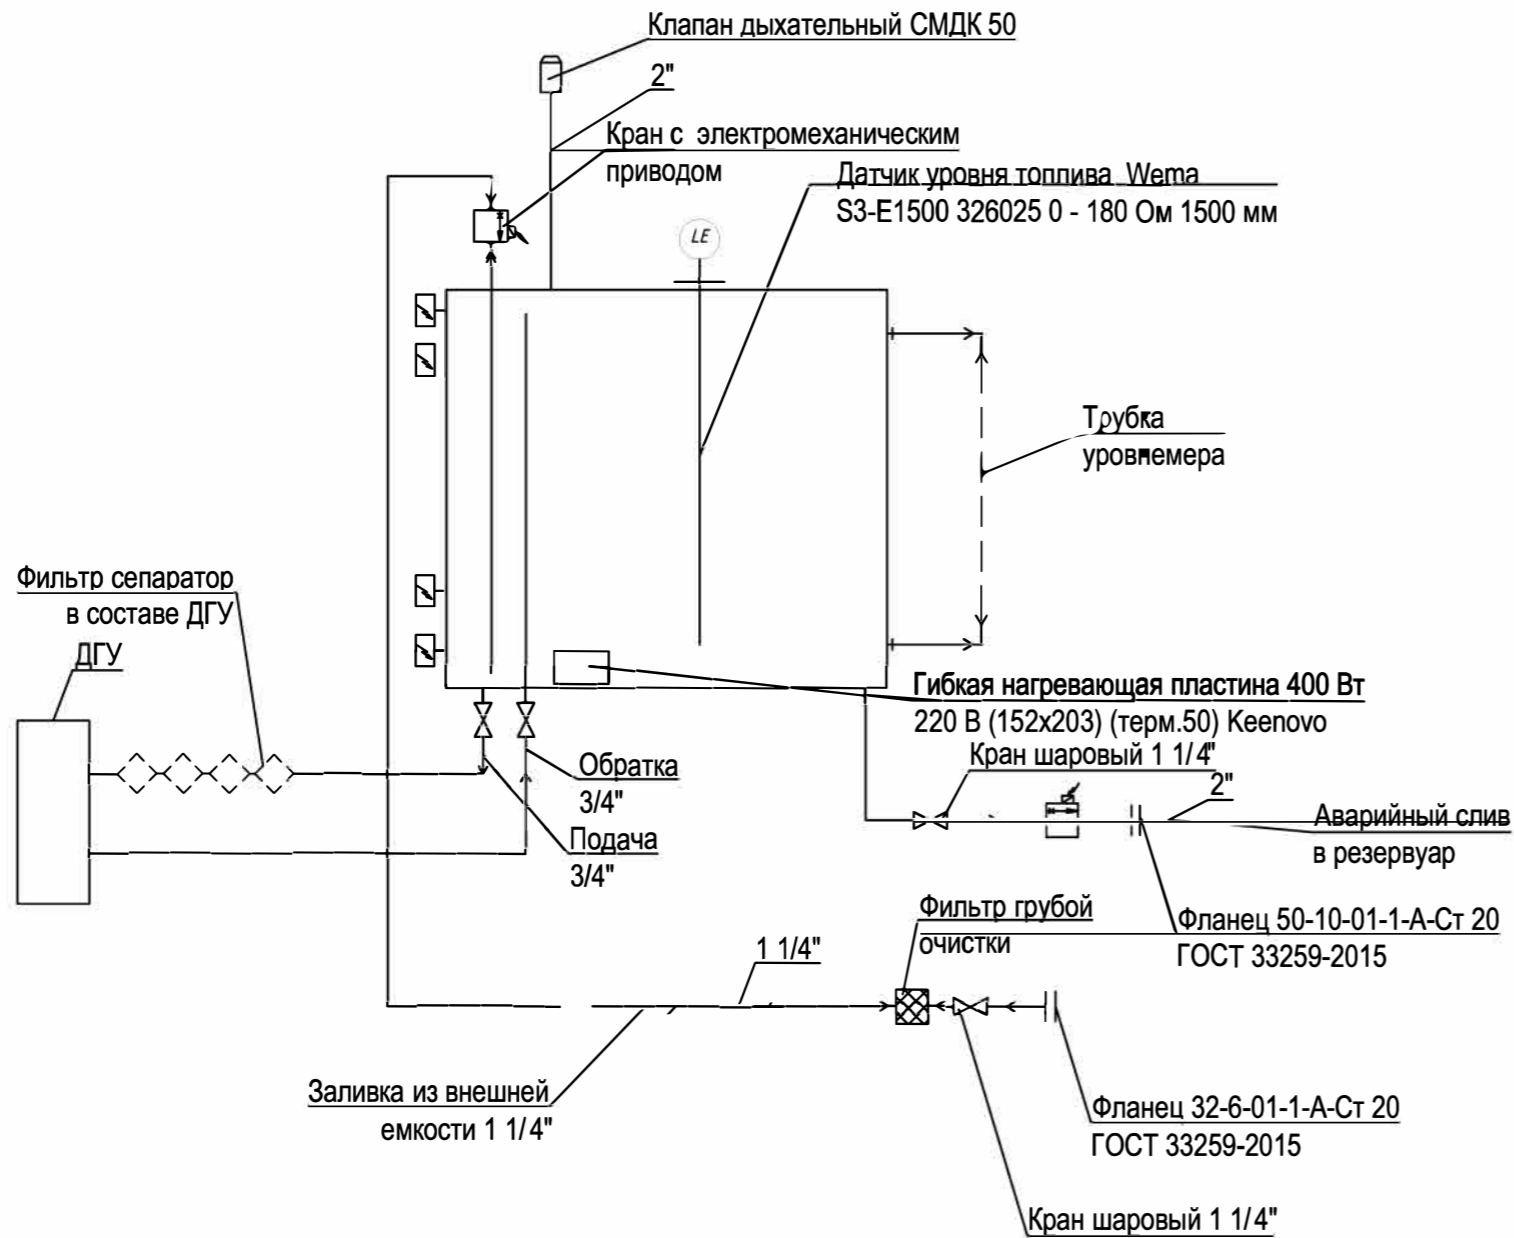 Клапан дыхательный СМДК 50
2"
Кран с электромеханическим
приводом
Датчик уровня топлива Wema
S3-E1500 326025 0 - 180 Ом 1500 мм
LE
Трубка
уровнемера
Фильтр сепаратор
в составе ДГУ
ДГУ
Гибкая нагревающая пластина 400 Вт
220 В (152x203) (терм.50) Keenovo
Кран шаровый 1 1/4"
2"
Обратка
3/4"
Подача
3/4"
Аварийный слив
в резервуар
Фильтр грубой
очистки
Фланец 50-10-01-1-А-Ст 20
ГОСТ 33259-2015
1 1/4"
Заливка из внешней
емкости 1 1/4"
Фланец 32-6-01-1-А-Ст 20
ГОСТ 33259-2015
Кран шаровый 1 1/4"